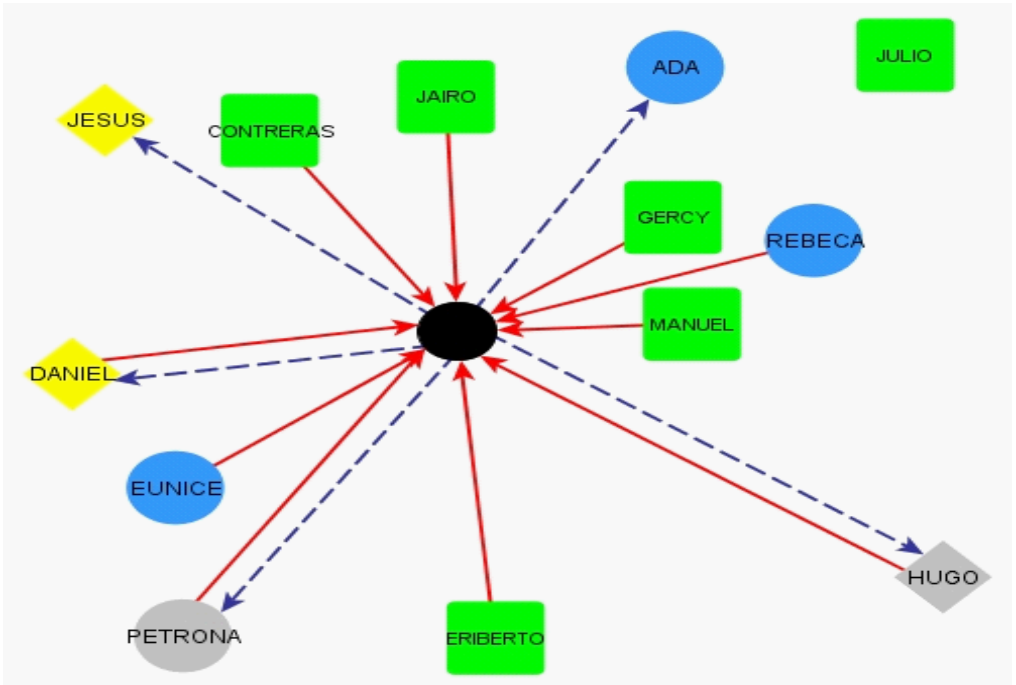 JULIO
ADA
JAIRO
JESUS
CONTRERAS
GERCY
REBECA
MANUEL
DANIEL
EUNICE
HUGO
PETRONA
ERIBERTO